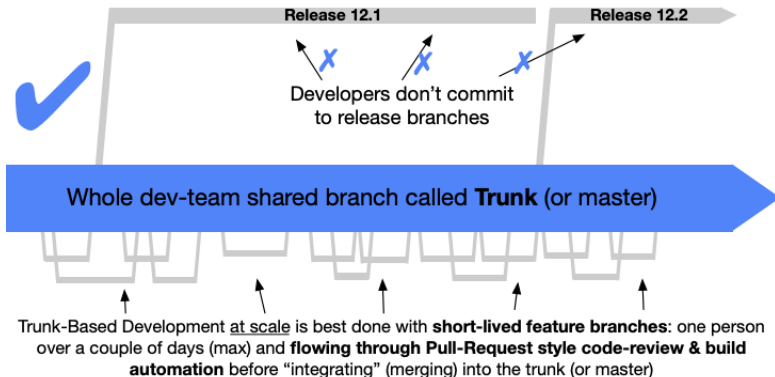 Release 12.1
Release 12.2
Developers don’t commit
to release branches
Whole dev-team shared branch called Trunk (or master)
Trunk-Based Development at scale is best done with short-lived feature branches: one person
over a couple of days (max) and flowing through Pull-Request style code-review & build
automation before “integrating” (merging) into the trunk (or master)